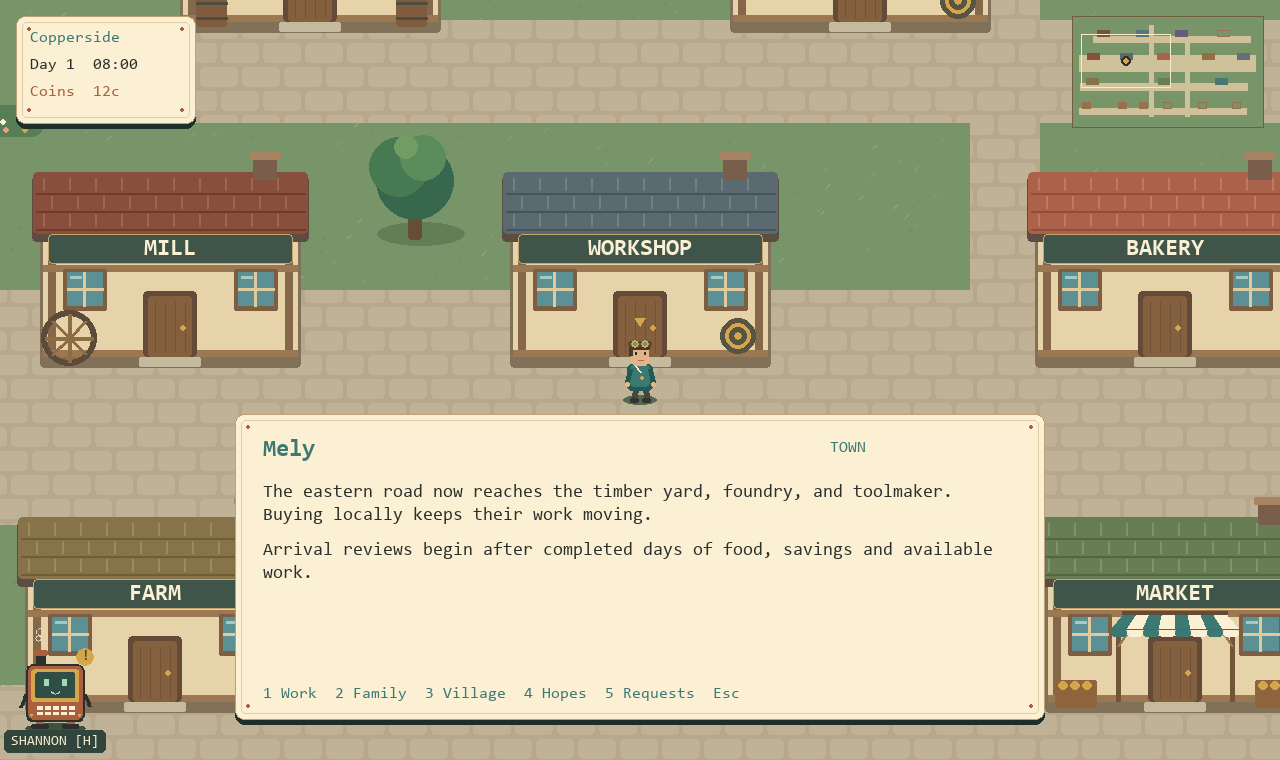 Copperside
Day 1  08:00
Coins  12c
MILL
WORKSHOP
BAKERY
FARM
MARKET
Mely
TOWN
The eastern road now reaches the timber yard, foundry, and toolmaker.
Buying locally keeps their work moving.
Arrival reviews begin after completed days of food, savings and available
work.
1 Work  2 Family  3 Village  4 Hopes  5 Requests  Esc
!
SHANNON [H]